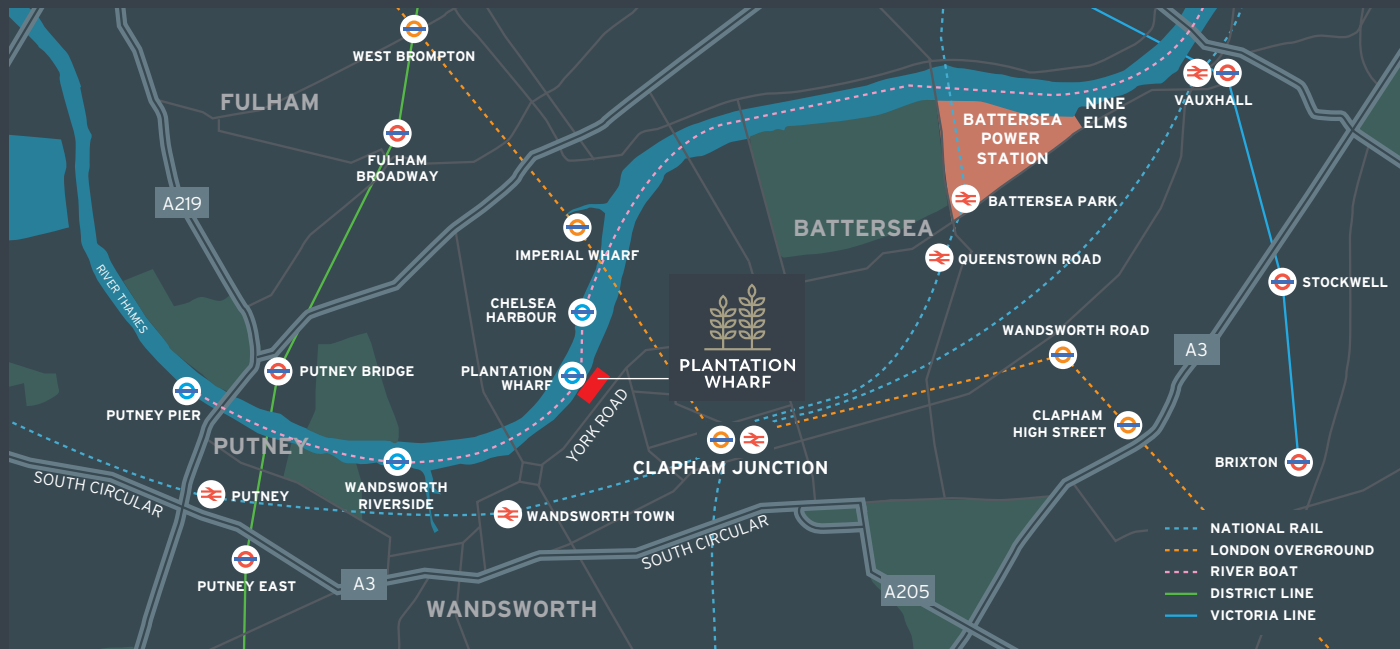 WEST BROMPTON
FULHAM
NINE
ELMS
VAUXHALL
BATTERSEA
POWER
STATION
FULHAM
BROADWAY
A219
BATTERSEA PARK
BATTERSEA
IMPERIAL WHARF
QUEENSTOWN ROAD
RIVER THAMES
STOCKWELL
CHELSEA
HARBOUR
WANDSWORTH ROAD
A3
PLANTATION
WHARF
PUTNEY BRIDGE
PLANTATION
WHARF
PUTNEY PIER
YORK ROAD
CLAPHAM
HIGH STREET
PUTNEY
CLAPHAM JUNCTION
BRIXTON
SOUTH CIRCULAR
PUTNEY
WANDSWORTH
RIVERSIDE
WANDSWORTH TOWN
SOUTH CIRCULAR
PUTNEY EAST
A3
A205
WANDSWORTH
NATIONAL RAIL
LONDON OVERGROUND
RIVER BOAT
DISTRICT LINE
VICTORIA LINE